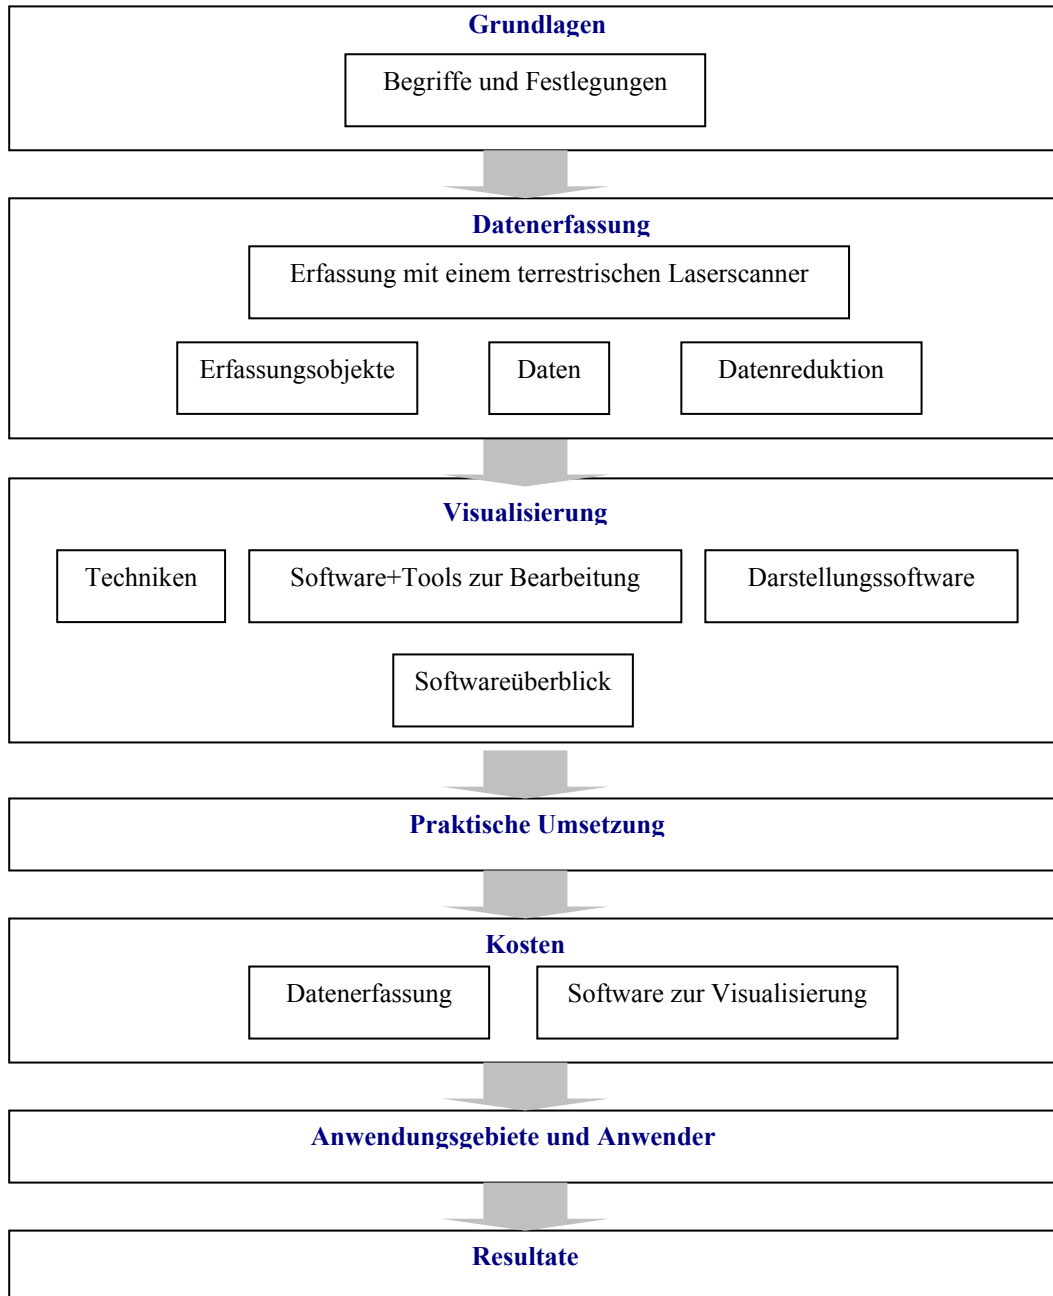 Grundlagen
Begriffe und Festlegungen
Datenerfassung
Erfassung mit einem terrestrischen Laserscanner
Erfassungsobjekte
Daten
Datenreduktion
Visualisierung
Techniken
Software+Tools zur Bearbeitung
Darstellungssoftware
Softwareüberblick
Praktische Umsetzung
Kosten
Datenerfassung
Software zur Visualisierung
Anwendungsgebiete und Anwender
Resultate